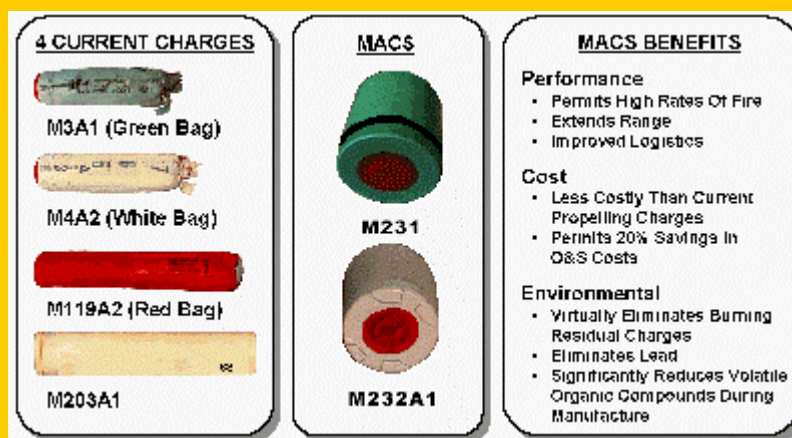 4 CURRENT CHARGES
M3A1 (Green Bag)
M4A2 (White Bag)
M119A2 (Red Bag)
M203A1
MACS
M231
M232A1
MACS BENEFITS
Performance
• Permits High Rates Of Fire
• Extends Range
• Improved Logistics
Cost
• Less Costly Than Current
Propelling Charges
• Permits 20% Savings In
O&S Costs
Environmental
• Virtually Eliminates Burning
Residual Charges
• Eliminates Lead
• Significantly Reduces Volatile
Organic Compounds During
Manufacture